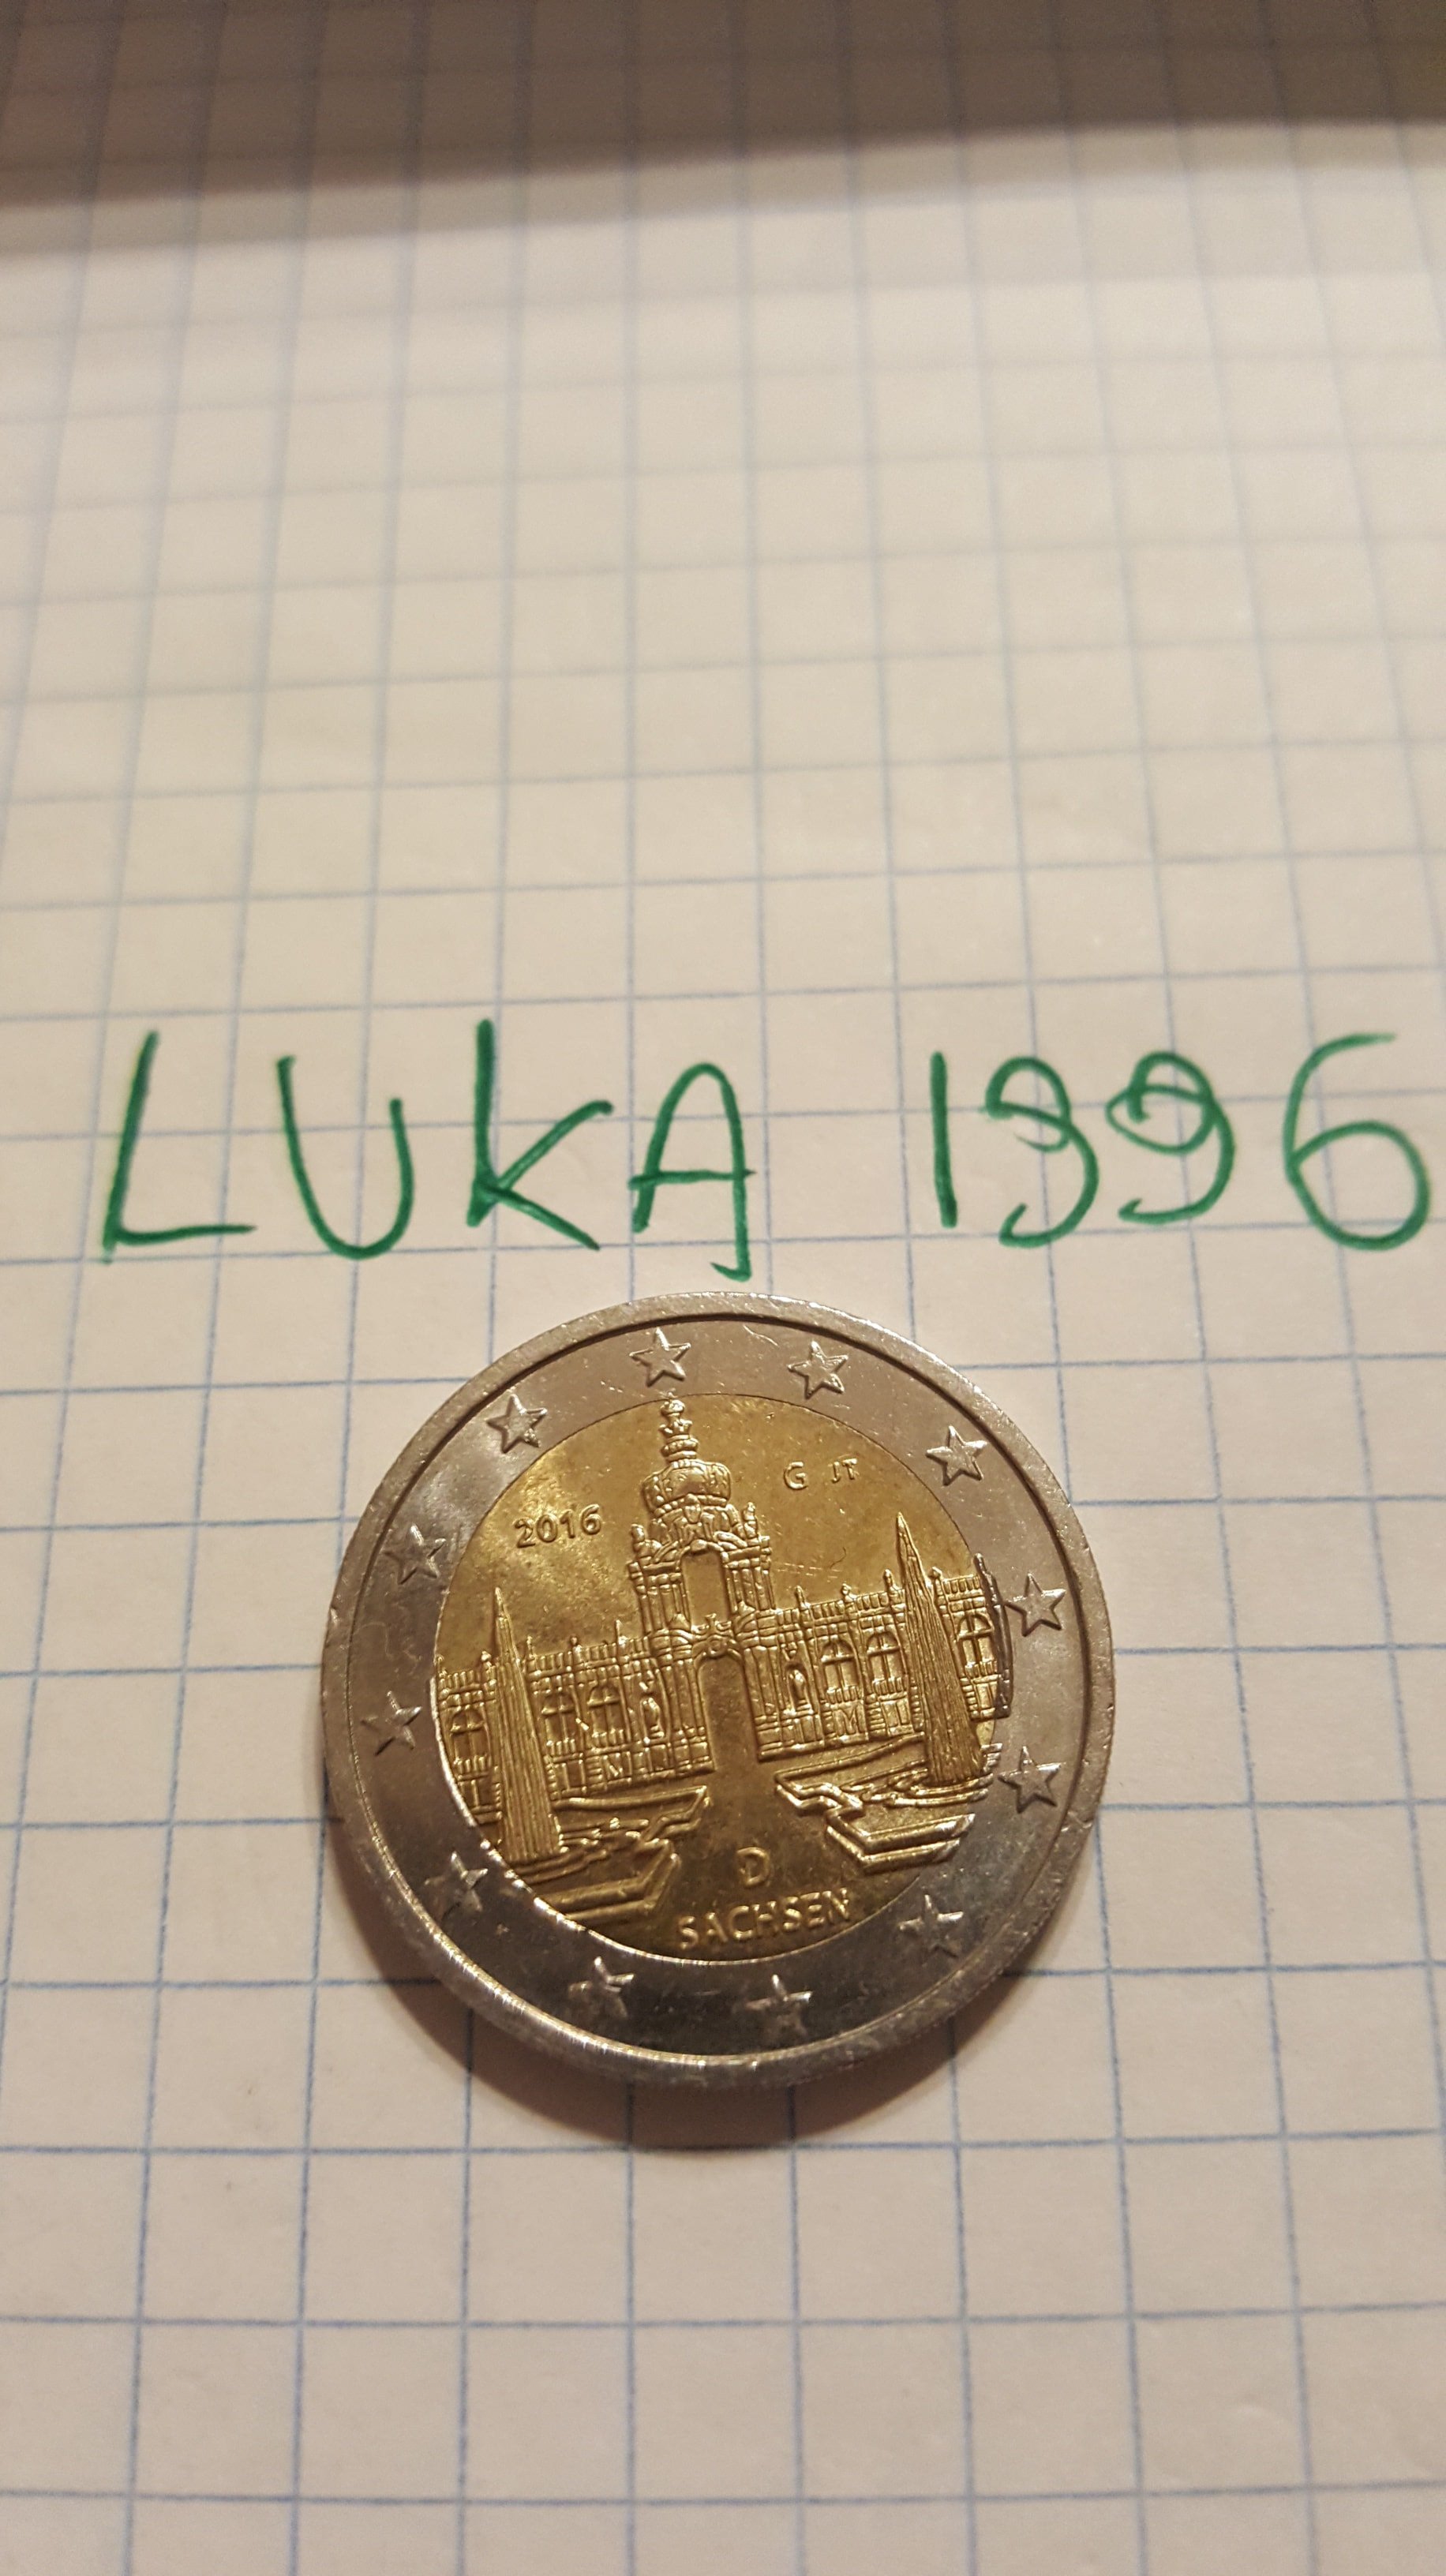 LUKA 1996
G JT
2016
D
SACHSEN